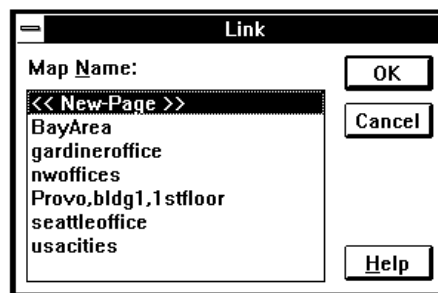 Link
Map Name:
OK
<< New-Page >>
BayArea
Cancel
gardineroffice
nwoffices
Provo,bldg1,1stfloor
seattleoffice
usacities
Help